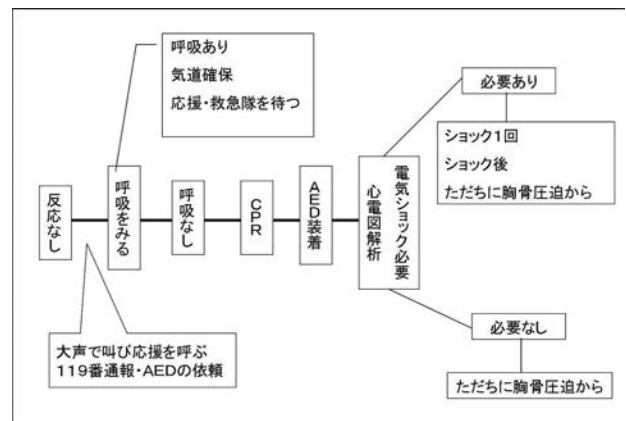 呼吸あり
気道確保
応援・救急隊を待つ
必要あり
ショック1回
ショック後
ただちに胸骨圧迫から
反応なし
呼吸をみる
呼吸なし
CPR
AED装着
電気ショック必要
心電図解析
大声で叫び応援を呼ぶ
119番通報・AEDの依頼
必要なし
ただちに胸骨圧迫から